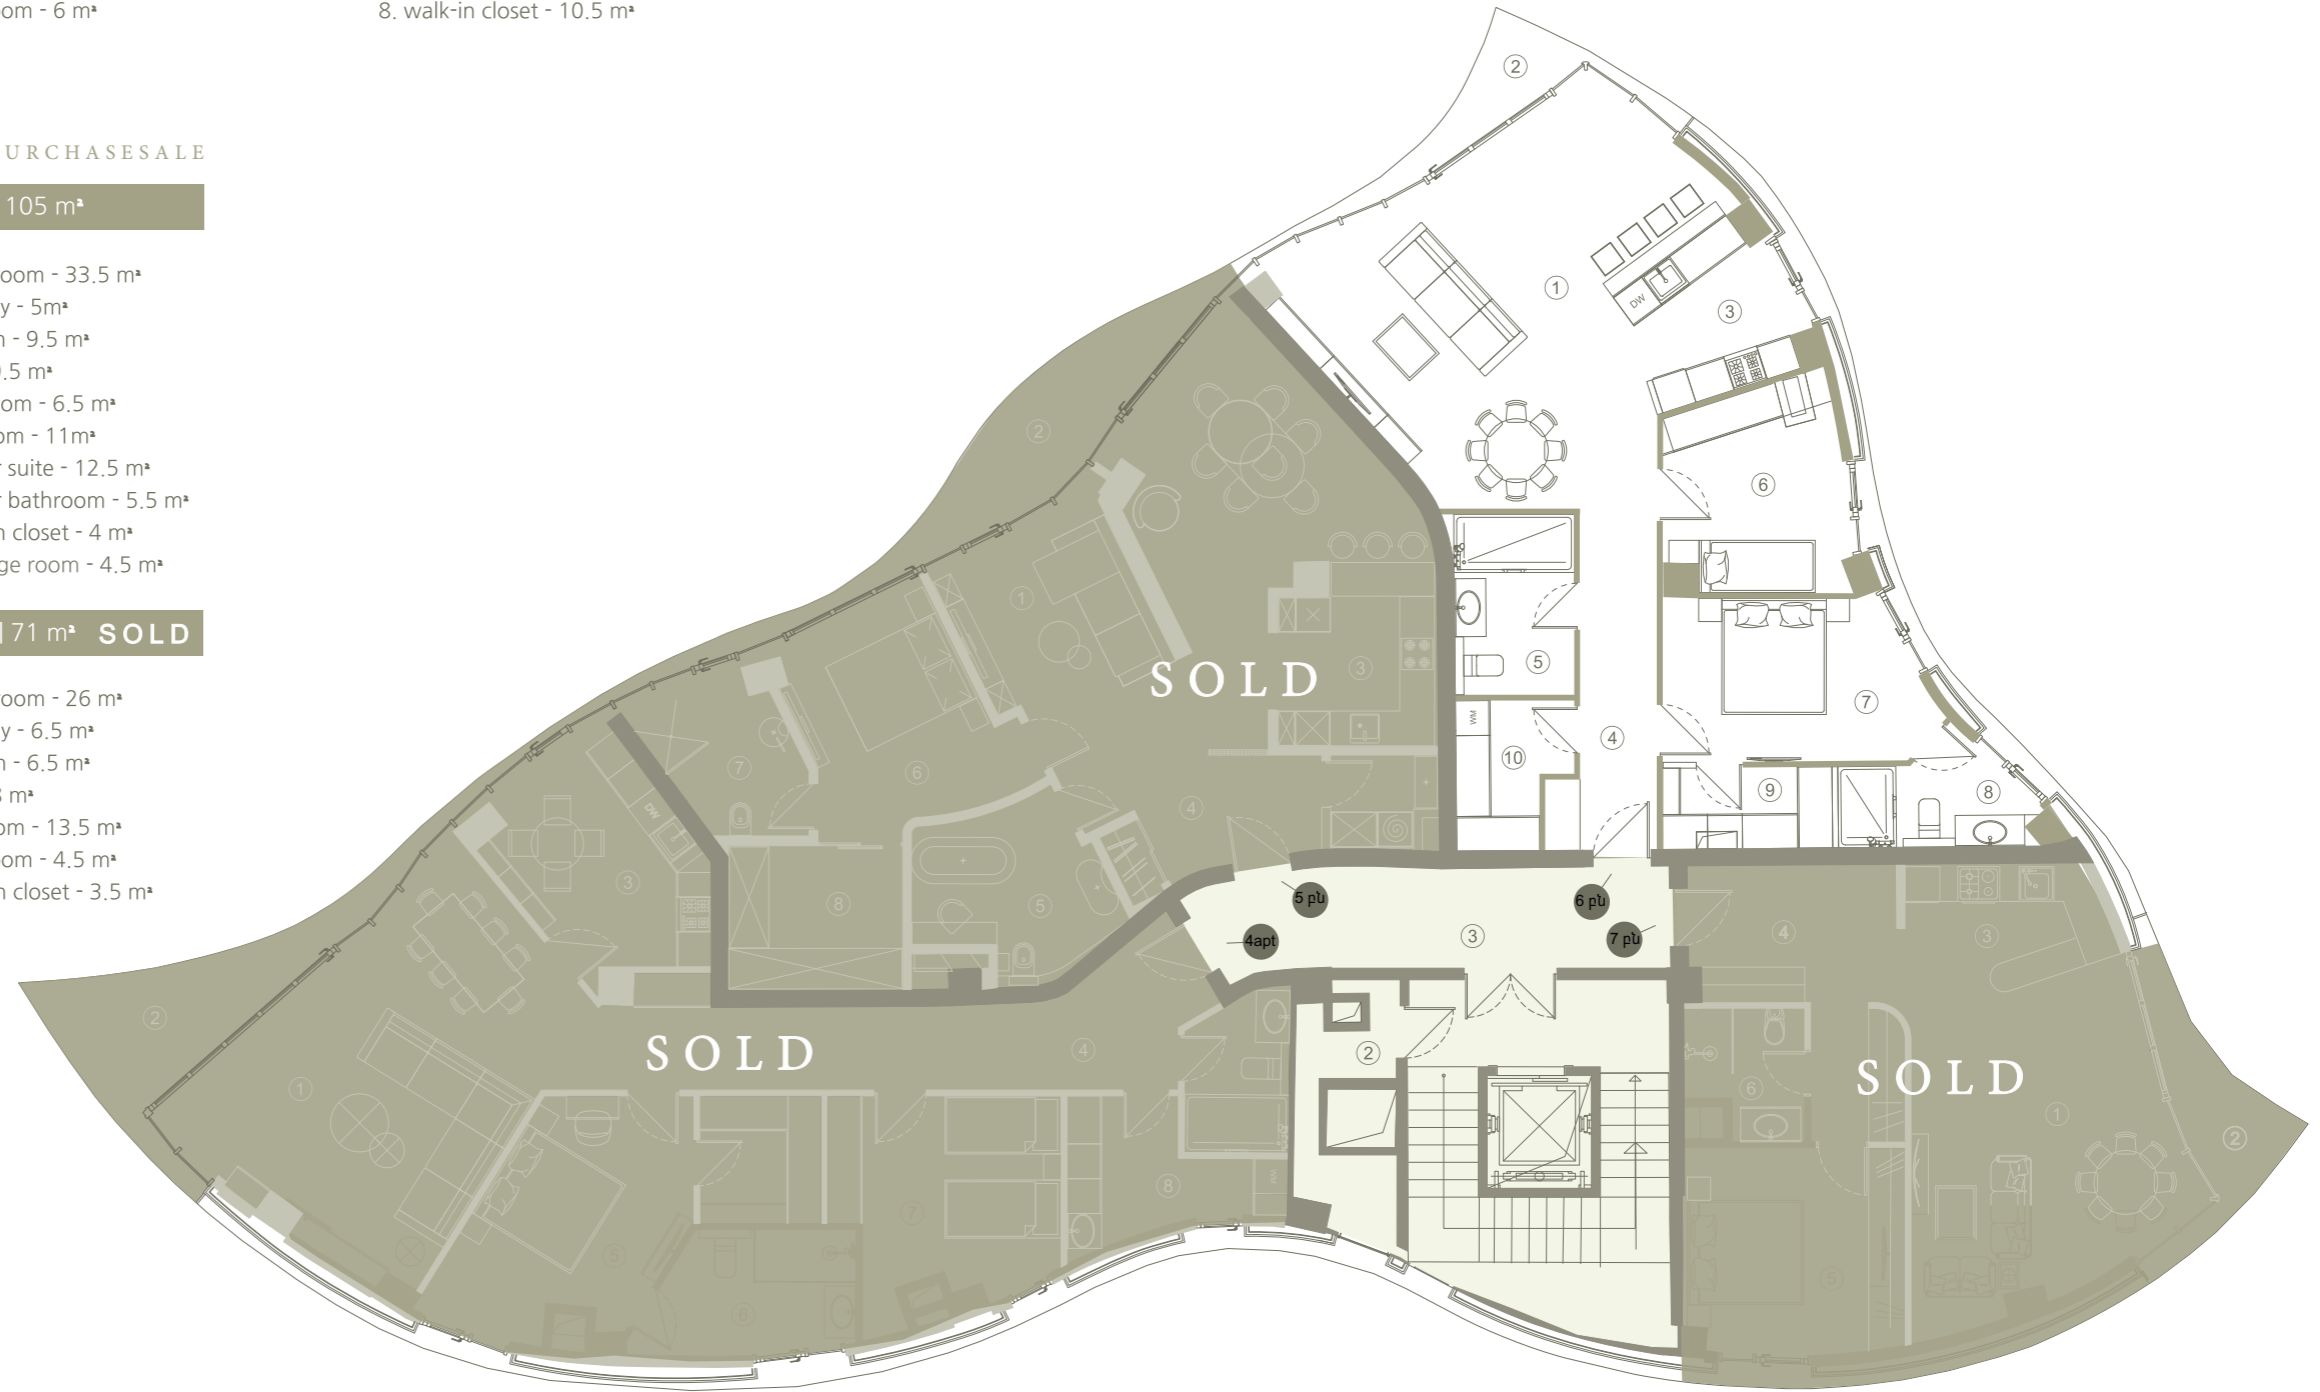 oom - 6 m²
8. walk-in closet - 10.5 m²
URCHASESALE
105 m²
oom - 33.5 m²
y - 5m²
n - 9.5 m²
.5 m²
om - 6.5 m²
om - 11m²
r suite - 12.5 m²
r bathroom - 5.5 m²
n closet - 4 m²
ge room - 4.5 m²
| 71 m² SOLD
room - 26 m²
y - 6.5 m²
n - 6.5 m²
8 m²
om - 13.5 m²
oom - 4.5 m²
n closet - 3.5 m²
2
1
DW
3
2
6
1
5
SOLD
3
7
WM
4
10
7
6
9
8
4
DW
3
8
5
5 բն
6 բն
4apt
3
7 բն
4
3
2
SOLD
4
2
1
SOLD
6
1
2
7
8
WM
5
5
6